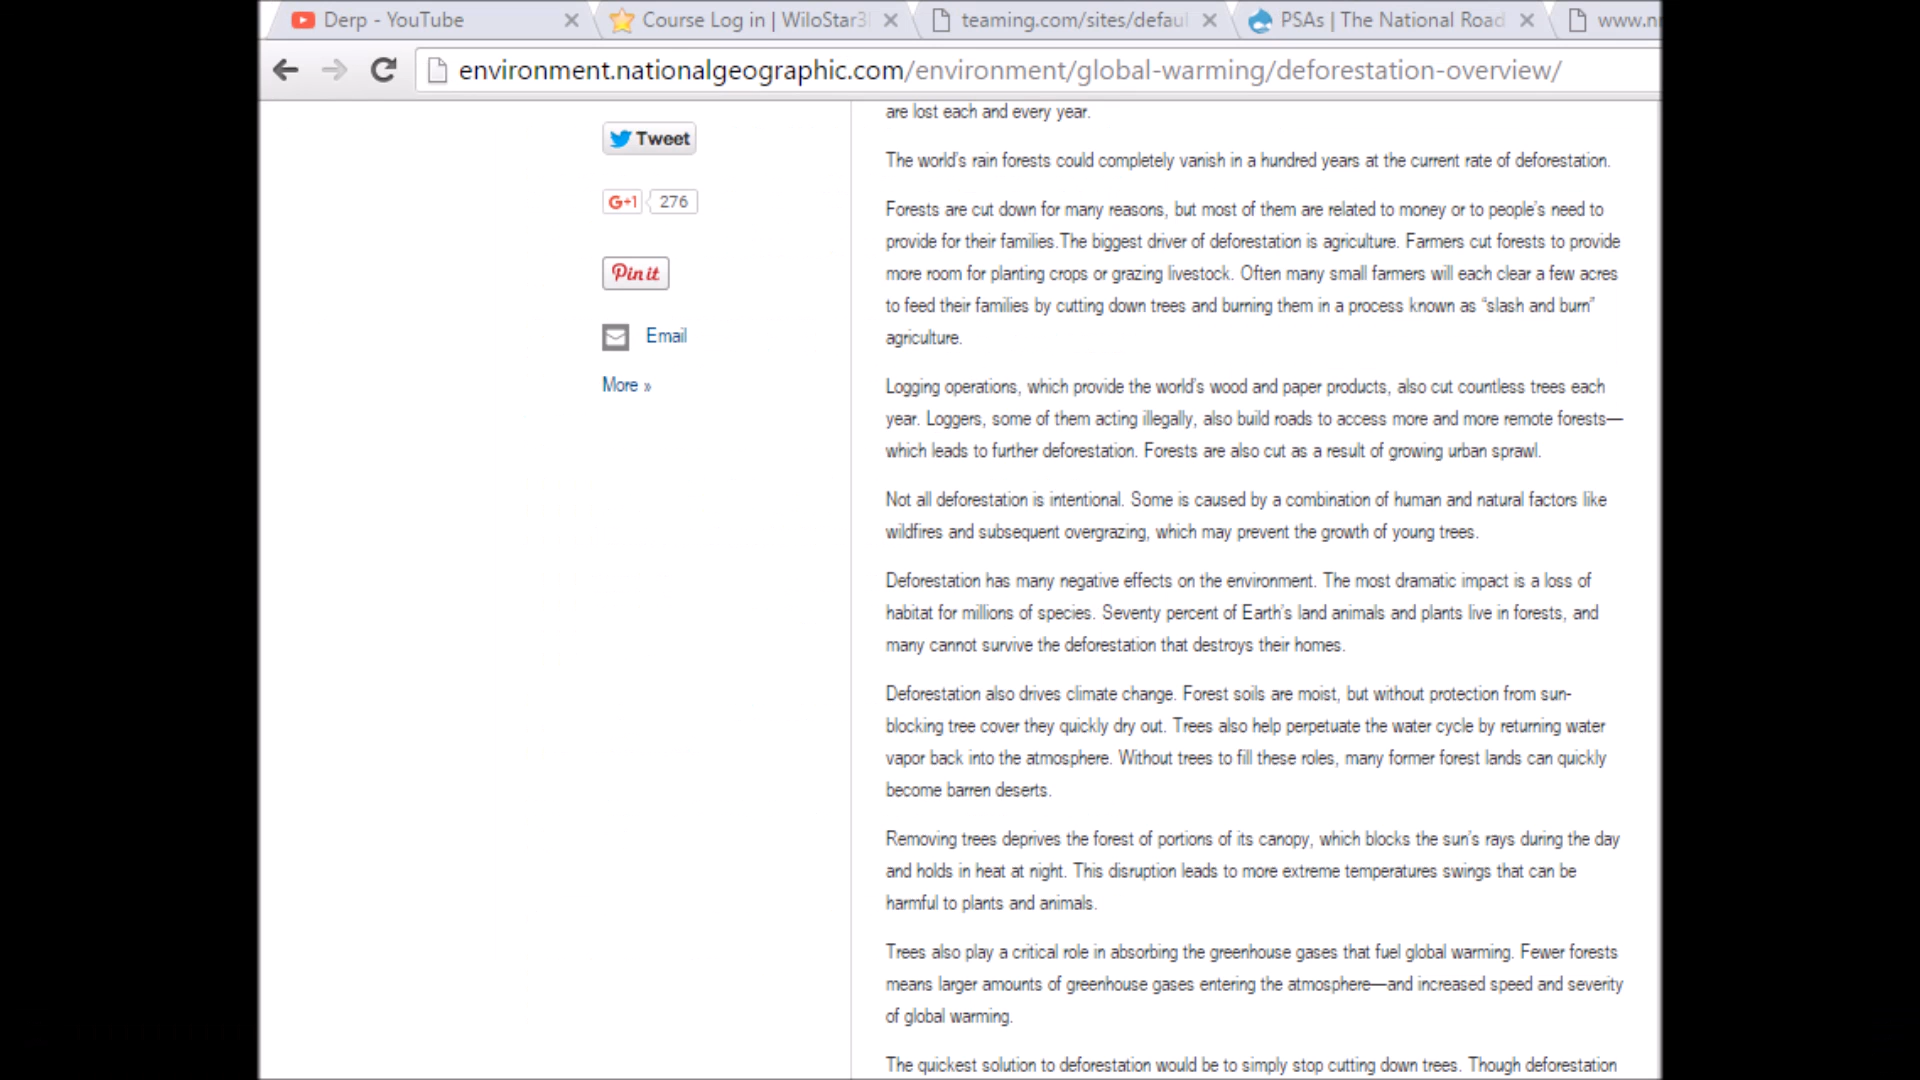 Derp - YouTube
Course Log in | WiloStar3
teaming.com/sites/defau
PSAs | The National Road
www.n
environment.nationalgeographic.com/environment/global-warming/deforestation-overview/
Tweet
G+1 276
Pin it
Email
More »
are lost each and every year.
The world's rain forests could completely vanish in a hundred years at the current rate of deforestation.
Forests are cut down for many reasons, but most of them are related to money or to people's need to
provide for their families.The biggest driver of deforestation is agriculture. Farmers cut forests to provide
more room for planting crops or grazing livestock. Often many small farmers will each clear a few acres
to feed their families by cutting down trees and burning them in a process known as “slash and burn”
agriculture.
Logging operations, which provide the world's wood and paper products, also cut countless trees each
year. Loggers, some of them acting illegally, also build roads to access more and more remote forests—
which leads to further deforestation. Forests are also cut as a result of growing urban sprawl.
Not all deforestation is intentional. Some is caused by a combination of human and natural factors like
wildfires and subsequent overgrazing, which may prevent the growth of young trees.
Deforestation has many negative effects on the environment. The most dramatic impact is a loss of
habitat for millions of species. Seventy percent of Earth's land animals and plants live in forests, and
many cannot survive the deforestation that destroys their homes.
Deforestation also drives climate change. Forest soils are moist, but without protection from sun-
blocking tree cover they quickly dry out. Trees also help perpetuate the water cycle by returning water
vapor back into the atmosphere. Without trees to fill these roles, many former forest lands can quickly
become barren deserts.
Removing trees deprives the forest of portions of its canopy, which blocks the sun's rays during the day
and holds in heat at night. This disruption leads to more extreme temperatures swings that can be
harmful to plants and animals.
Trees also play a critical role in absorbing the greenhouse gases that fuel global warming. Fewer forests
means larger amounts of greenhouse gases entering the atmosphere—and increased speed and severity
of global warming.
The quickest solution to deforestation would be to simply stop cutting down trees. Though deforestation